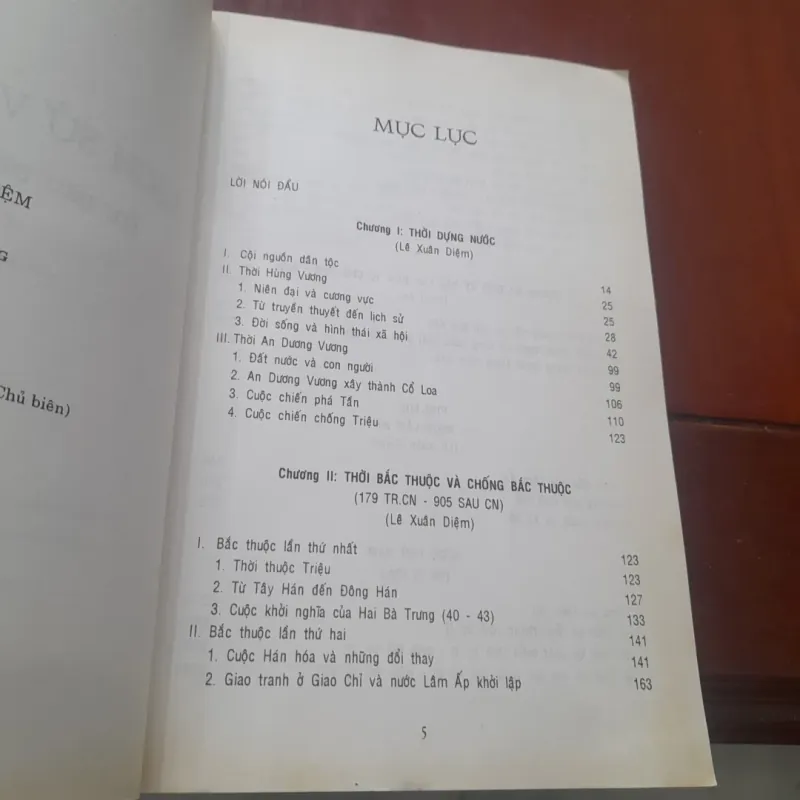 ỆM
G
Chủ biên)
MỤC LỤC
LỜI NÓI ĐẦU
Chương I: THỜI DỰNG NƯỚC
(Lê Xuân Diệm)
I. Cội nguồn dân tộc 14
II. Thời Hùng Vương 25
1. Niên đại và cương vực 25
2. Từ truyền thuyết đến lịch sử 28
3. Đời sống và hình thái xã hội 42
III. Thời An Dương Vương 99
1. Đất nước và con người 99
2. An Dương Vương xây thành Cổ Loa 106
3. Cuộc chiến phá Tần 110
4. Cuộc chiến chống Triệu 123
Chương II: THỜI BẮC THUỘC VÀ CHỐNG BẮC THUỘC
(179 TR.CN - 905 SAU CN)
(Lê Xuân Diệm)
I. Bắc thuộc lần thứ nhất 123
1. Thời thuộc Triệu 123
2. Từ Tây Hán đến Đông Hán 127
3. Cuộc khởi nghĩa của Hai Bà Trưng (40 - 43) 133
II. Bắc thuộc lần thứ hai 141
1. Cuộc Hán hóa và những đổi thay 141
2. Giao tranh ở Giao Chỉ và nước Lâm Ấp khởi lập 163
5